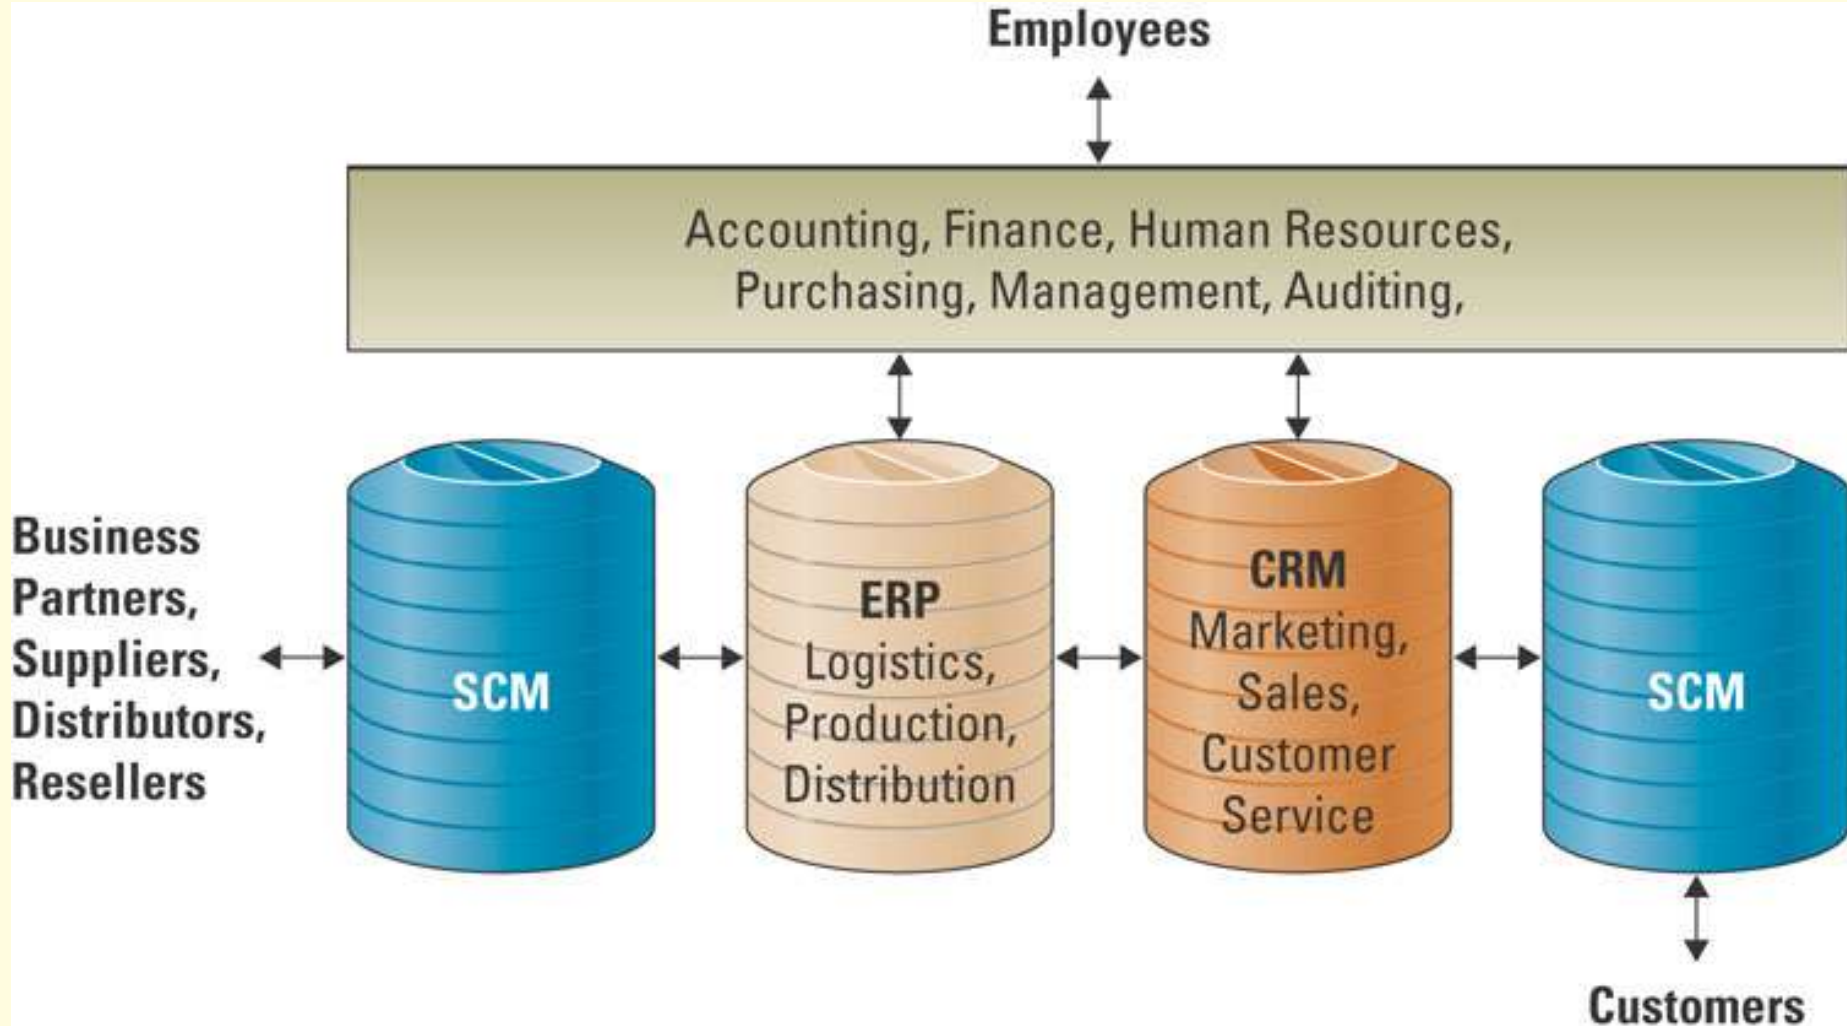 Employees
Accounting, Finance, Human Resources,
Purchasing, Management, Auditing,
Business
Partners,
Suppliers,
Distributors,
Resellers
SCM
ERP
Logistics,
Production,
Distribution
CRM
Marketing,
Sales,
Customer
Service
SCM
Customers